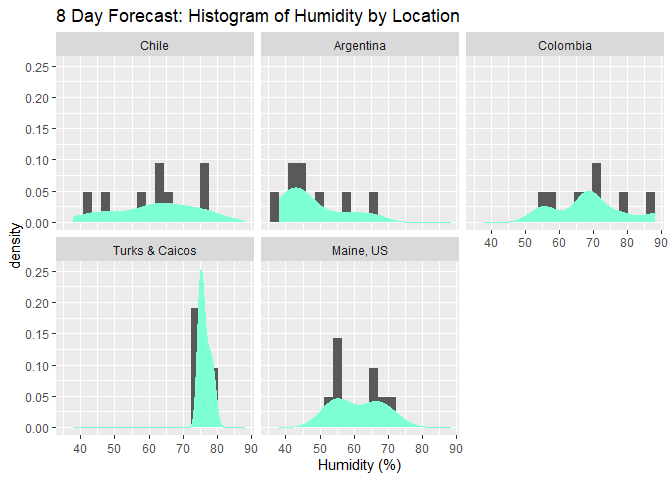 8 Day Forecast: Histogram of Humidity by Location
Chile Argentina Colombia
0.25
0.20
0.15
0.10
0.05
0.00
40 50 60 70 80 90
Turks & Caicos Maine, US
0.25
0.20
0.15
0.10
0.05
0.00
40 50 60 70 80 90 40 50 60 70 80 90
density
Humidity (%)